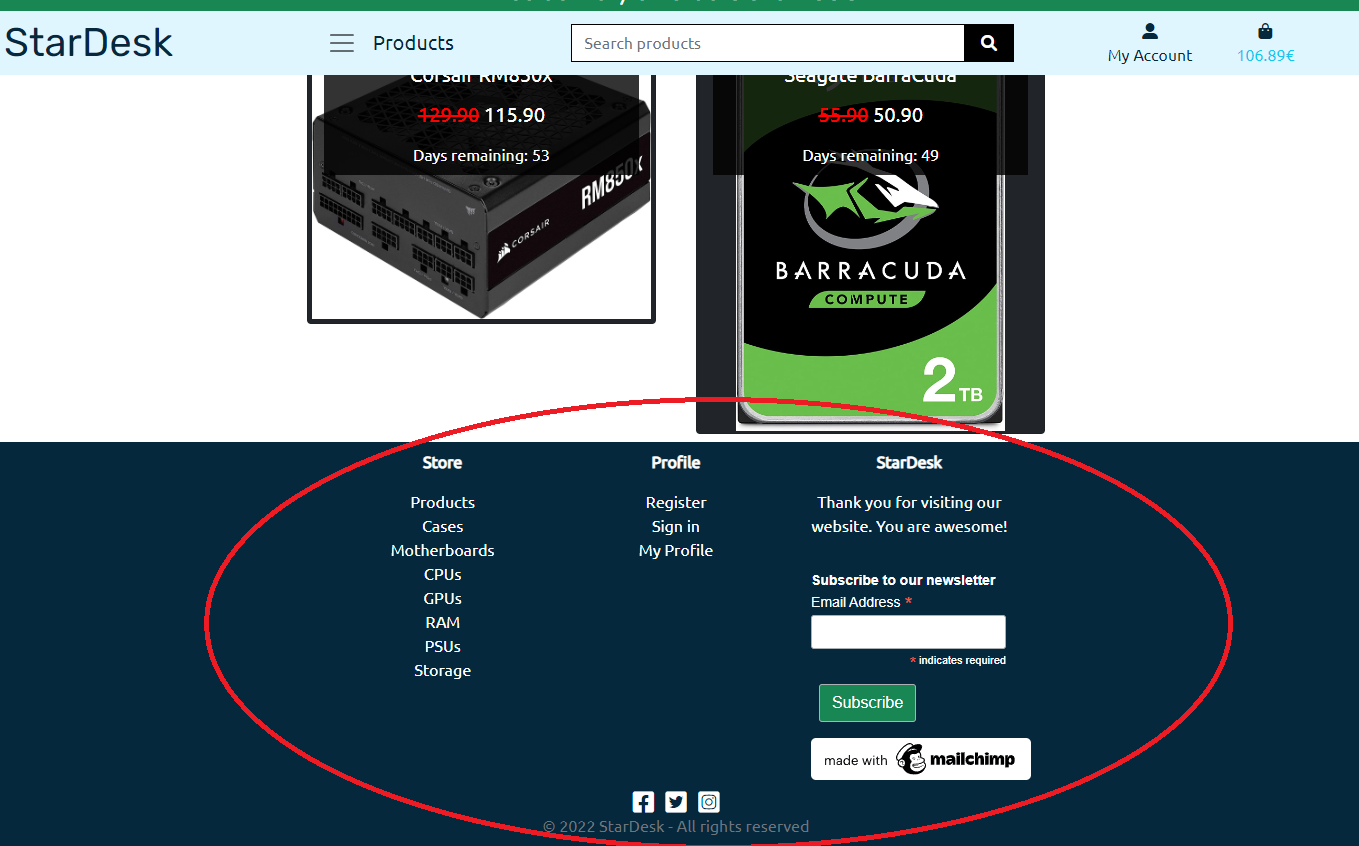 StarDesk
Products
Search products
My Account
106.89€
Corsair RM850x
129.90 115.90
Days remaining: 53
RM850x
CORSAIR
Seagate BarraCuda
55.90 50.90
Days remaining: 49
BARRACUDA
COMPUTE
2TB
Store
Products
Cases
Motherboards
CPUs
GPUs
RAM
PSUs
Storage
Profile
Register
Sign in
My Profile
StarDesk
Thank you for visiting our
website. You are awesome!
Subscribe to our newsletter
Email Address *
* indicates required
Subscribe
made with mailchimp
© 2022 StarDesk - All rights reserved